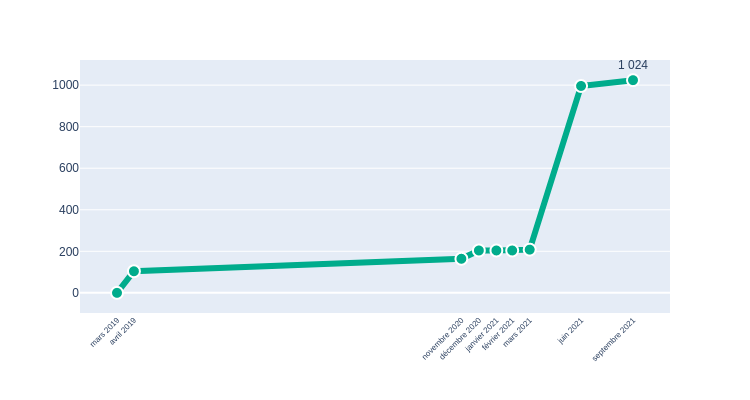 1 024
1000
800
600
400
200
0
mars 2019
avril 2019
novembre 2020
décembre 2020
janvier 2021
février 2021
mars 2021
juin 2021
septembre 2021